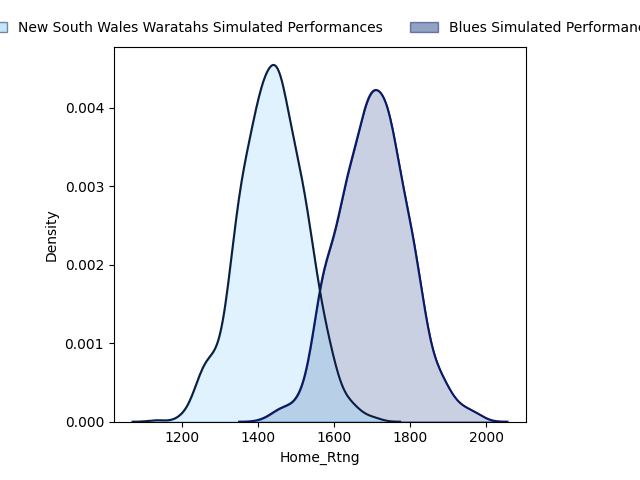 New South Wales Waratahs Simulated Performances Blues Simulated
0.004
0.003
0.002
0.001
0.000
Density
1200 1400 1600 1800 2000
Home_Rtng